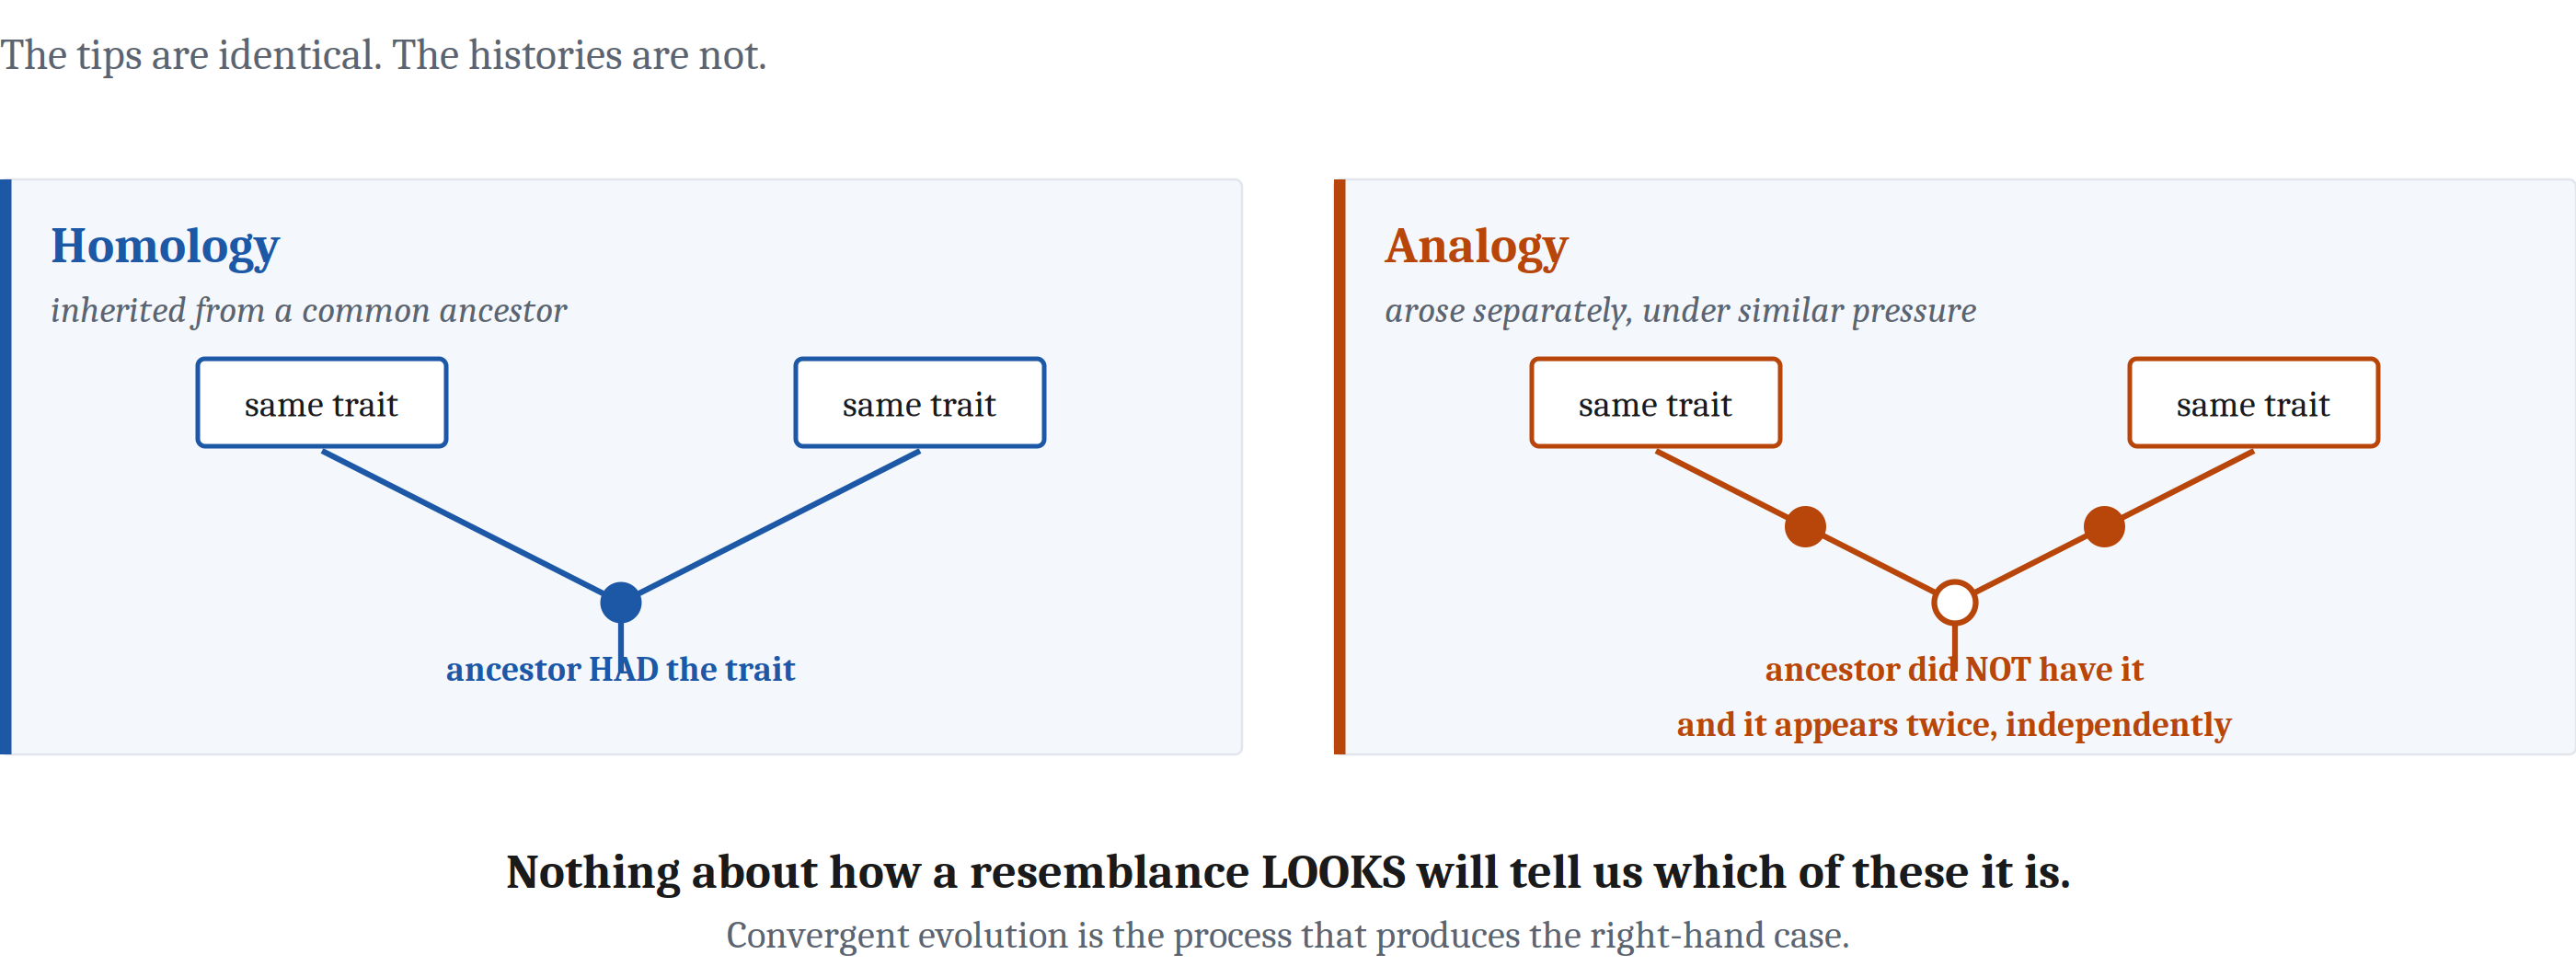 The tips are identical. The histories are not.
Homology
inherited from a common ancestor
same trait
same trait
ancestor HAD the trait
Analogy
arose separately, under similar pressure
same trait
same trait
ancestor did NOT have it
and it appears twice, independently
Nothing about how a resemblance LOOKS will tell us which of these it is.
Convergent evolution is the process that produces the right-hand case.